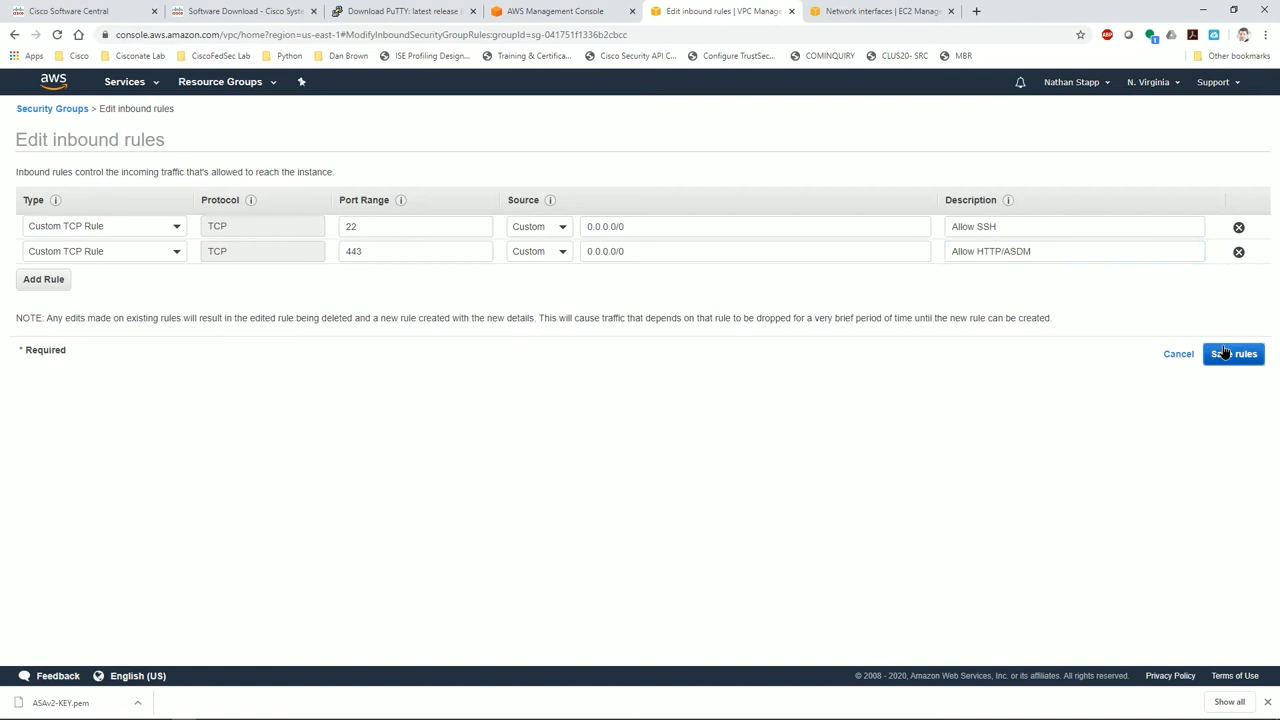 Cisco Software Central
Software Download - Cisco Syste
Download PuTTY: latest release (
AWS Management Console
Edit inbound rules | VPC Manage
Network interfaces | EC2 Manage
console.aws.amazon.com/vpc/home?region=us-east-1#ModifyInboundSecurityGroupRules:groupId=sg-041751f1336b2cbcc
Apps
Cisco
Cisconate Lab
CiscoFedSec Lab
Python
Dan Brown
ISE Profiling Design...
Training & Certifica...
Cisco Security API C...
Configure TrustSec...
COMINQUIRY
CLUS20- SRC
MBR
Other bookmarks
aws
Services
Resource Groups
Nathan Stapp
N. Virginia
Support
Security Groups > Edit inbound rules
Edit inbound rules
Inbound rules control the incoming traffic that's allowed to reach the instance.
Type Protocol Port Range Source Description
Custom TCP Rule TCP 22 Custom 0.0.0.0/0 Allow SSH
Custom TCP Rule TCP 443 Custom 0.0.0.0/0 Allow HTTP/ASDM
Add Rule
NOTE: Any edits made on existing rules will result in the edited rule being deleted and a new rule created with the new details. This will cause traffic that depends on that rule to be dropped for a very brief period of time until the new rule can be created.
* Required
Cancel
Save rules
Feedback
English (US)
© 2008 - 2020, Amazon Web Services, Inc. or its affiliates. All rights reserved.
Privacy Policy
Terms of Use
ASAv2-KEY.pem
Show all